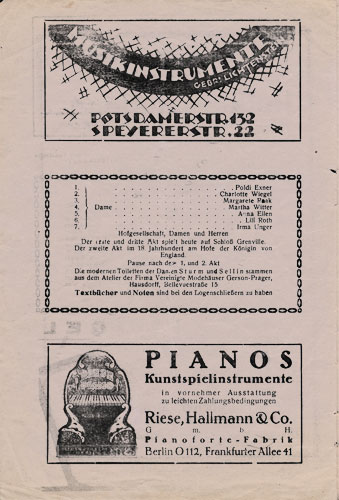 MUSIKINSTRUMENTE
GEBR. LICHTENSTEIN
POTSDAMERSTR. 132
SPEYERERSTR. 22
1. . . . . Poldi Exner
2. . . . . Charlotte Wiegel
3. . . . . Margarete Paak
4. Dame . . . . . Martha Witter
5. . . . . Anna Ellen
6. . . . . Lill Roth
7. . . . . Irma Unger
Hofgesellschaft, Damen und Herren
Der erste und dritte Akt spielt heute auf Schloß Grenville.
Der zweite Akt im 18. Jahrhundert am Hofe der Königin von
England.
Pause nach dem 1. und 2. Akt
Die modernen Toiletten der Damen Sturm und Sellin stammen
aus dem Atelier der Firma Vereinigte Modehäuser Gerson-Prager,
Hausdorff, Bellevuestraße 15
Textbücher und Noten sind bei den Logenschließern zu haben
PIANOS
Kunstspielinstrumente
in vornehmer Ausstattung
zu leichten Zahlungsbedingungen
Riese, Hallmann & Co.
G. m. b. H.
Pianoforte-Fabrik
Berlin O 112, Frankfurter Allee 41